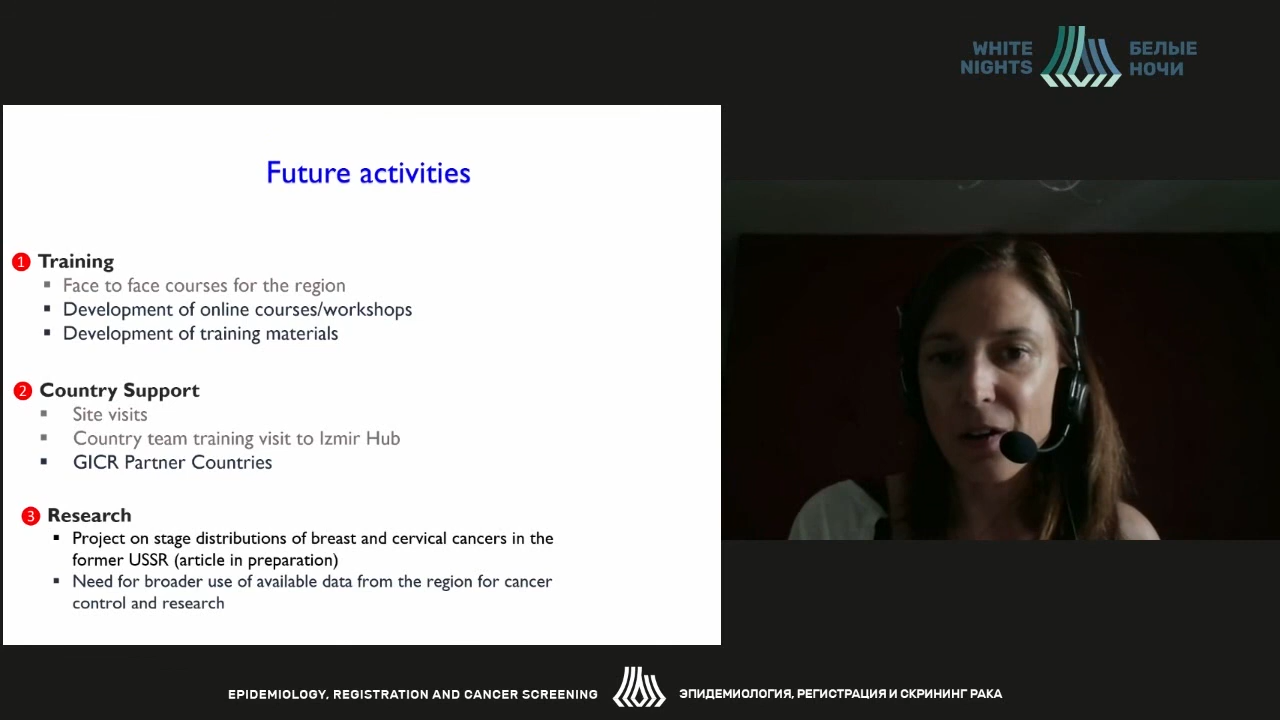 WHITE
NIGHTS
БЕЛЫЕ
НОЧИ
Future activities
1 Training
▪ Face to face courses for the region
▪ Development of online courses/workshops
▪ Development of training materials
2 Country Support
▪ Site visits
▪ Country team training visit to Izmir Hub
▪ GICR Partner Countries
3 Research
▪ Project on stage distributions of breast and cervical cancers in the
former USSR (article in preparation)
▪ Need for broader use of available data from the region for cancer
control and research
EPIDEMIOLOGY, REGISTRATION AND CANCER SCREENING
ЭПИДЕМИОЛОГИЯ, РЕГИСТРАЦИЯ И СКРИНИНГ РАКА